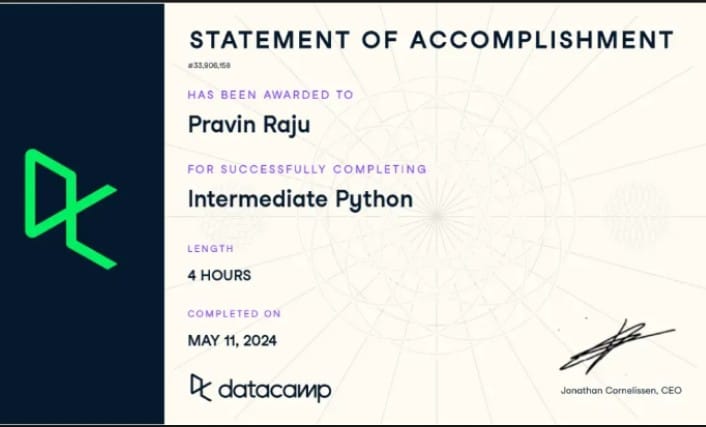 STATEMENT OF ACCOMPLISHMENT
#33,906,158
HAS BEEN AWARDED TO
Pravin Raju
FOR SUCCESSFULLY COMPLETING
Intermediate Python
LENGTH
4 HOURS
COMPLETED ON
MAY 11, 2024
datacamp
Jonathan Cornelissen, CEO